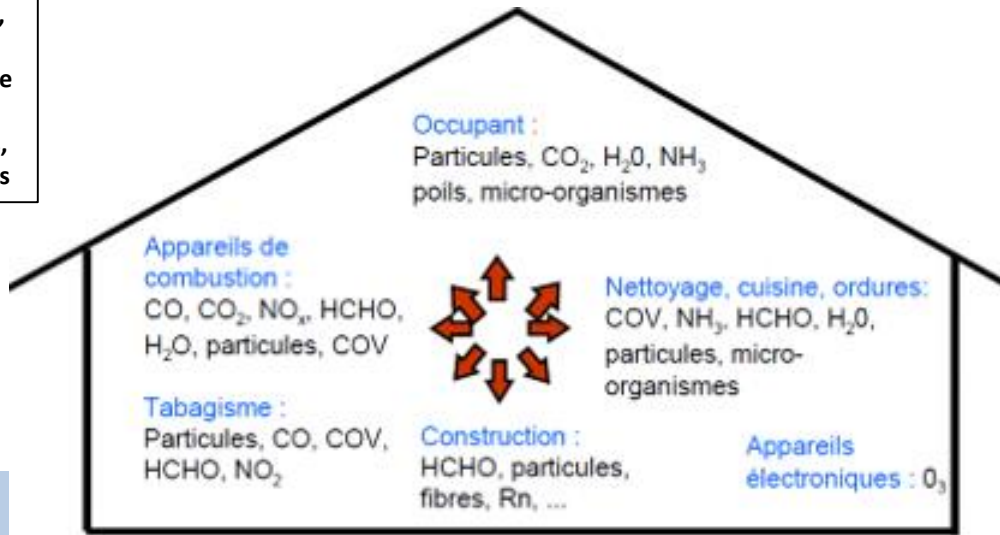 ,
e
,
s
Occupant :
Particules, CO₂, H₂0, NH₃
poils, micro-organismes
Appareils de
combustion :
CO, CO₂, NOₓ, HCHO,
H₂O, particules, COV
Nettoyage, cuisine, ordures:
COV, NH₃, HCHO, H₂0,
particules, micro-
organismes
Tabagisme :
Particules, CO, COV,
HCHO, NO₂
Construction :
HCHO, particules,
fibres, Rn, ...
Appareils
électroniques : 0₃